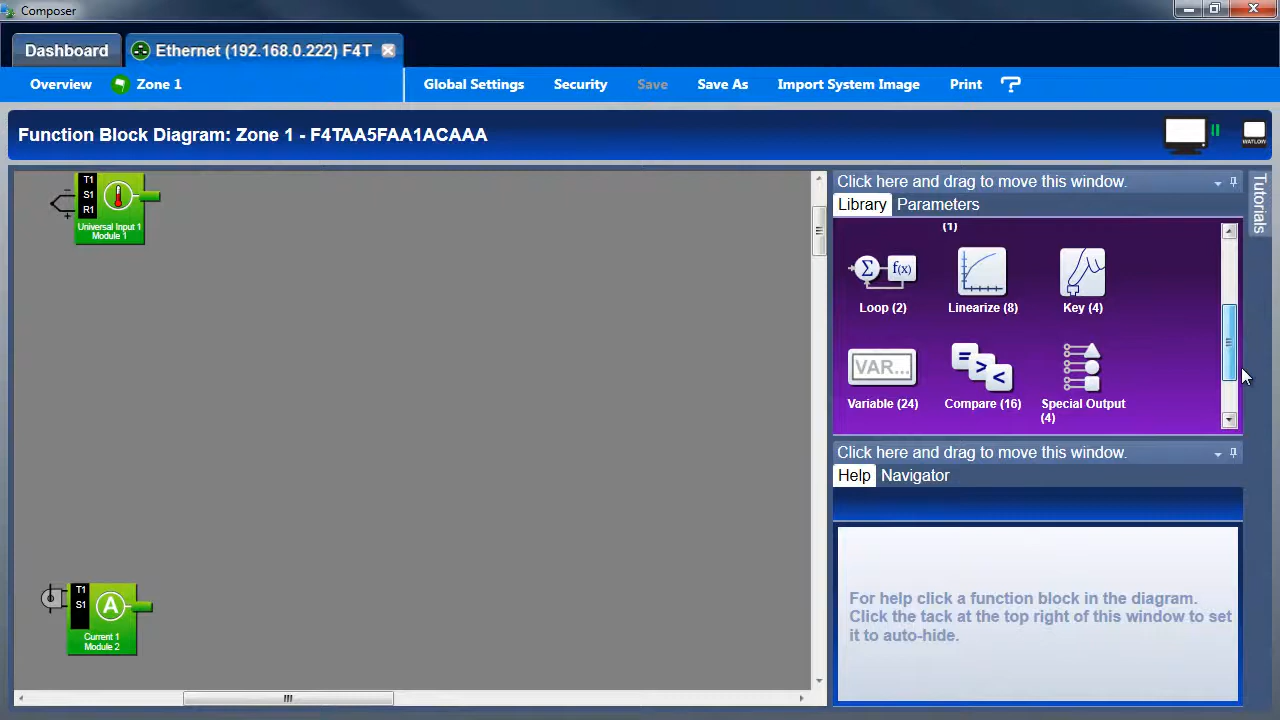 Composer
Dashboard
Ethernet (192.168.0.222) F4T
Overview
Zone 1
Global Settings
Security
Save
Save As
Import System Image
Print
?
Function Block Diagram: Zone 1 - F4TAA5FAA1ACAAA
WATLOW
T1
S1
R1
Universal Input 1
Module 1
T1
S1
A
Current 1
Module 2
Click here and drag to move this window.
Library
Parameters
Tutorials
(1)
Σ f(x)
Loop (2)
Linearize (8)
Key (4)
VAR...
= > <
Variable (24)
Compare (16)
Special Output
(4)
Click here and drag to move this window.
Help
Navigator
For help click a function block in the diagram.
Click the tack at the top right of this window to set
it to auto-hide.